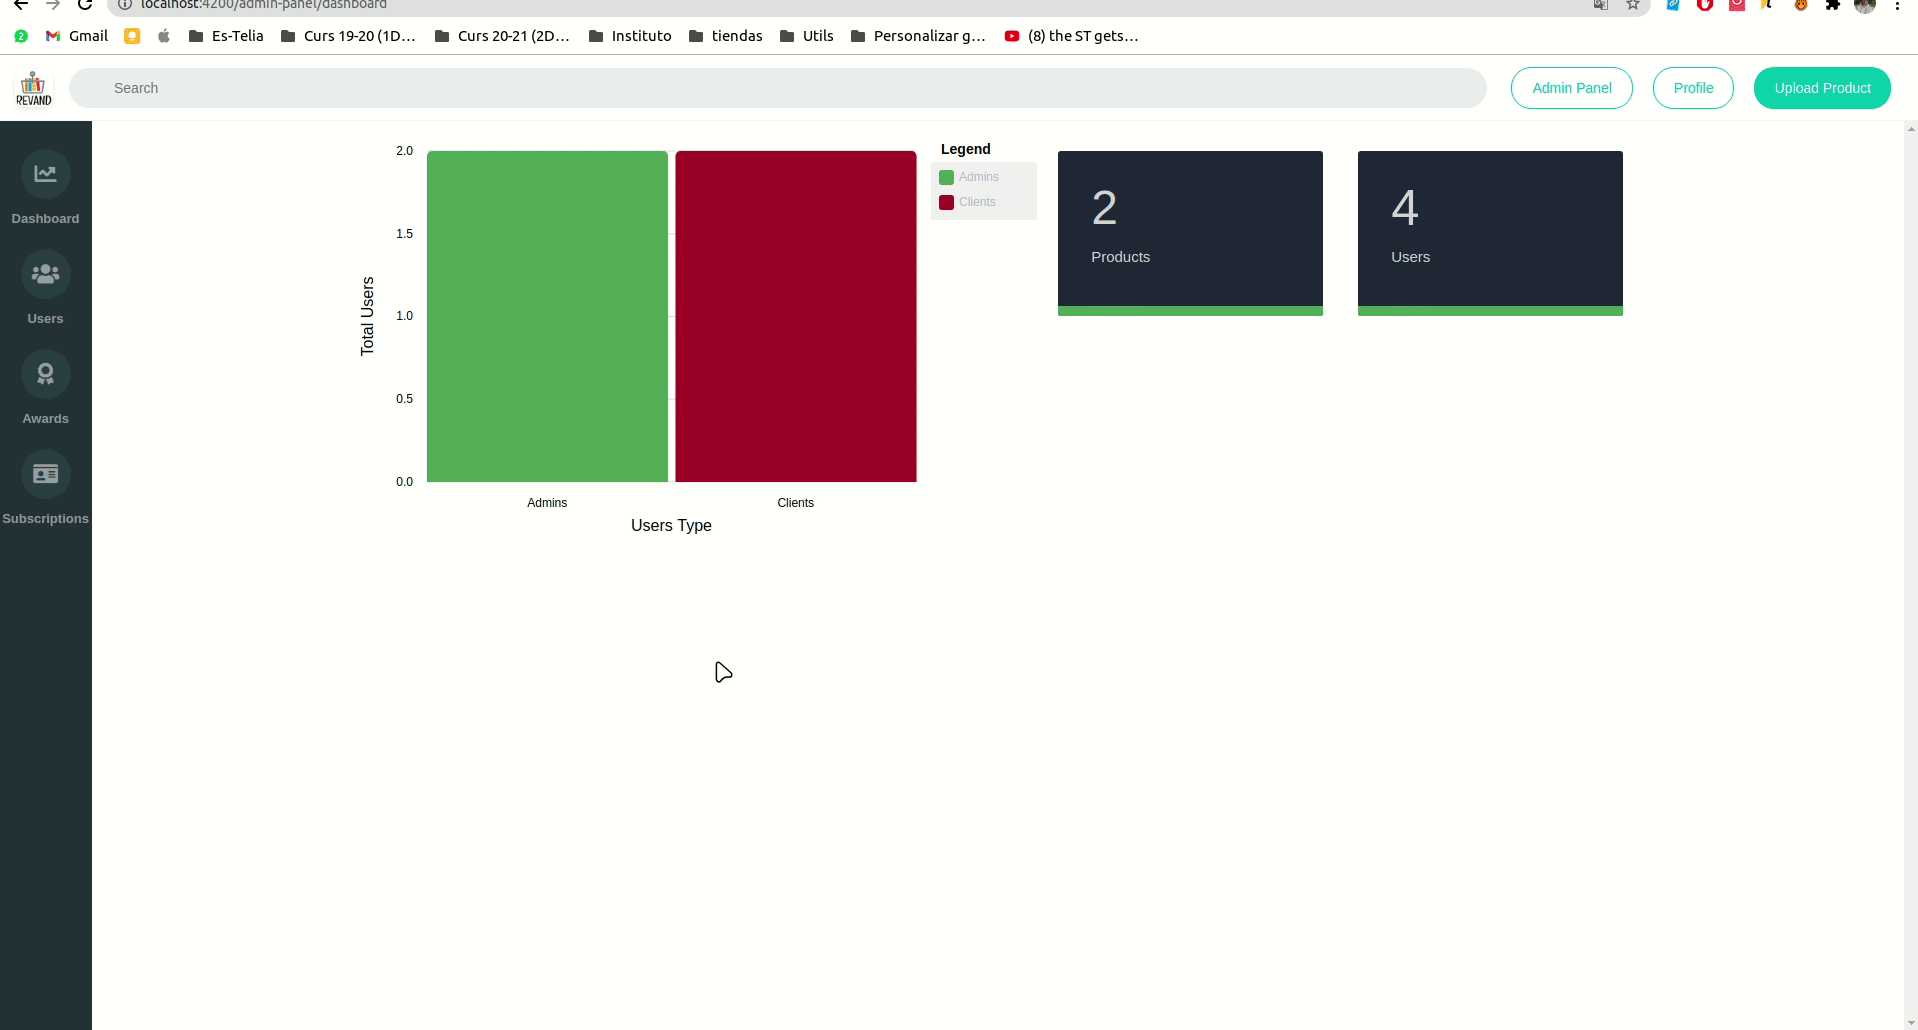 localhost:4200/admin-panel/dashboard
2
Gmail
Es-Telia
Curs 19-20 (1D...
Curs 20-21 (2D...
Instituto
tiendas
Utils
Personalizar g...
(8) the ST gets...
REVAND
Search
Admin Panel
Profile
Upload Product
Dashboard
Users
Awards
Subscriptions
2.0
1.5
1.0
0.5
0.0
Total Users
Admins
Clients
Users Type
Legend
Admins
Clients
2
Products
4
Users